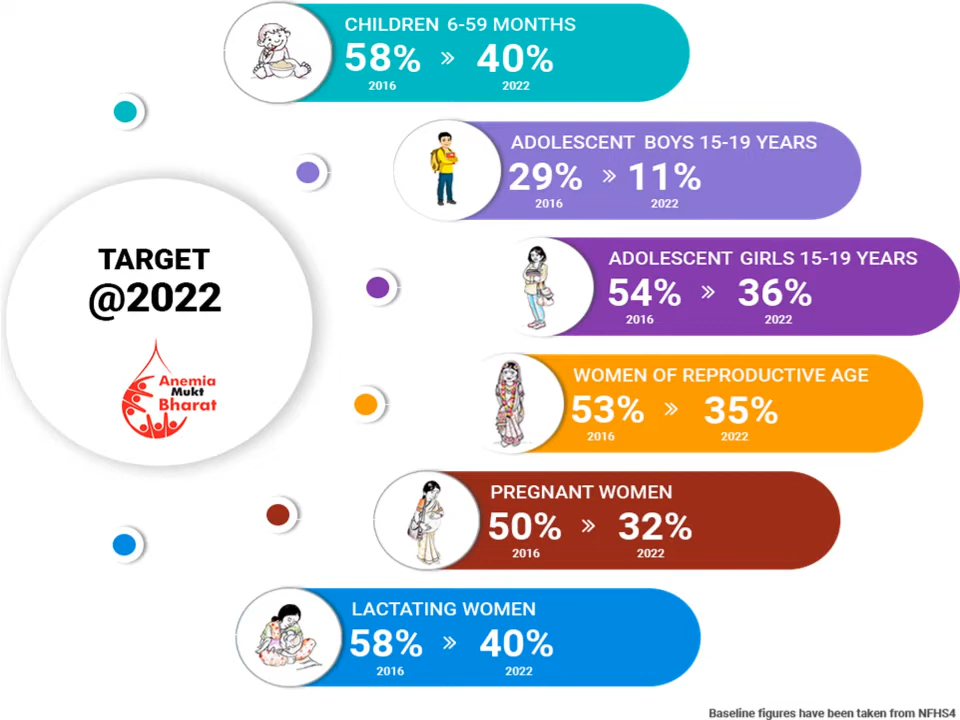 CHILDREN 6-59 MONTHS
58% » 40%
2016 2022
ADOLESCENT BOYS 15-19 YEARS
29% » 11%
2016 2022
TARGET
@2022
Anemia
Mukt
Bharat
ADOLESCENT GIRLS 15-19 YEARS
54% » 36%
2016 2022
WOMEN OF REPRODUCTIVE AGE
53% » 35%
2016 2022
PREGNANT WOMEN
50% » 32%
2016 2022
LACTATING WOMEN
58% » 40%
2016 2022
Baseline figures have been taken from NFHS4